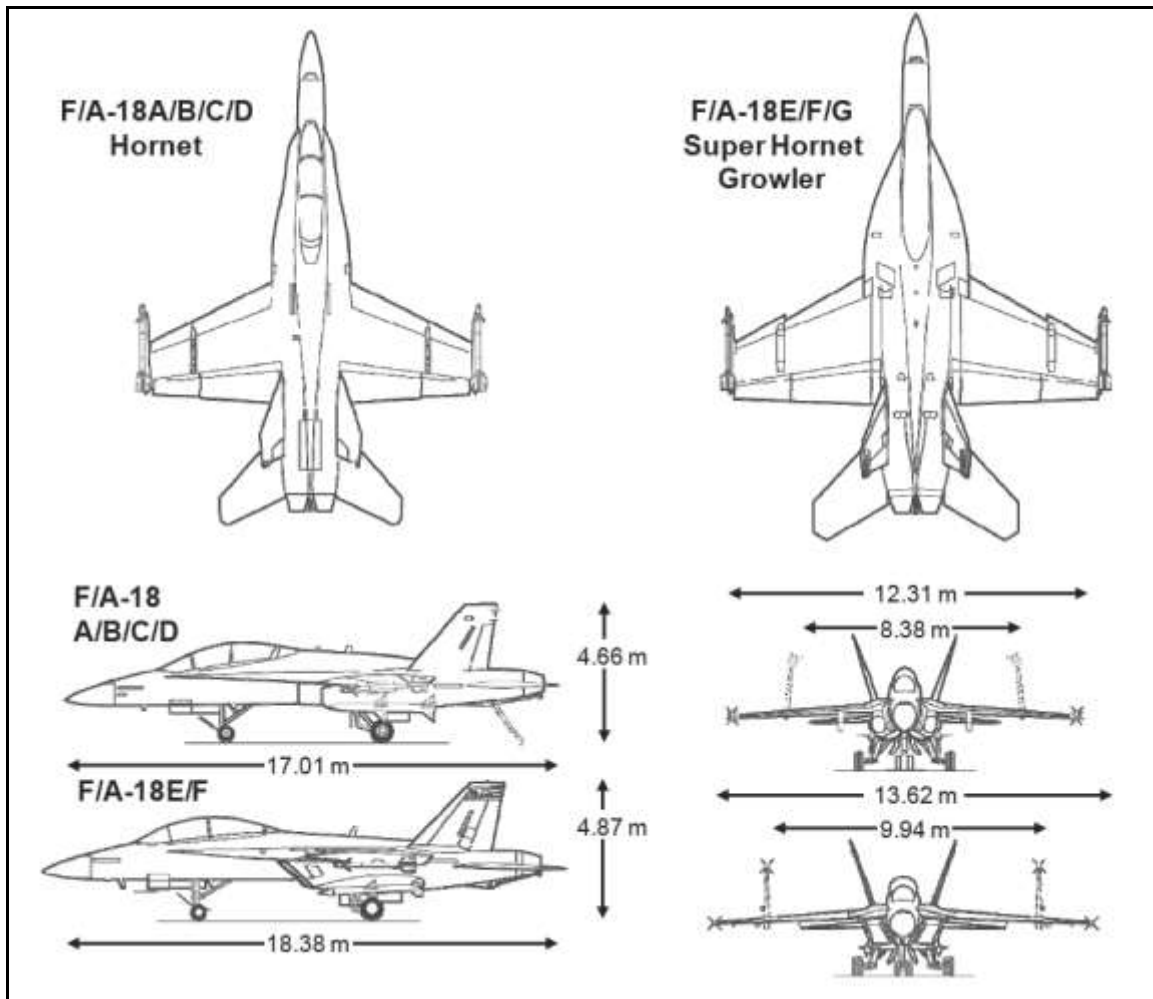 F/A-18A/B/C/D
Hornet
F/A-18E/F/G
Super Hornet
Growler
F/A-18
A/B/C/D
4.66 m
17.01 m
12.31 m
8.38 m
F/A-18E/F
4.87 m
18.38 m
13.62 m
9.94 m